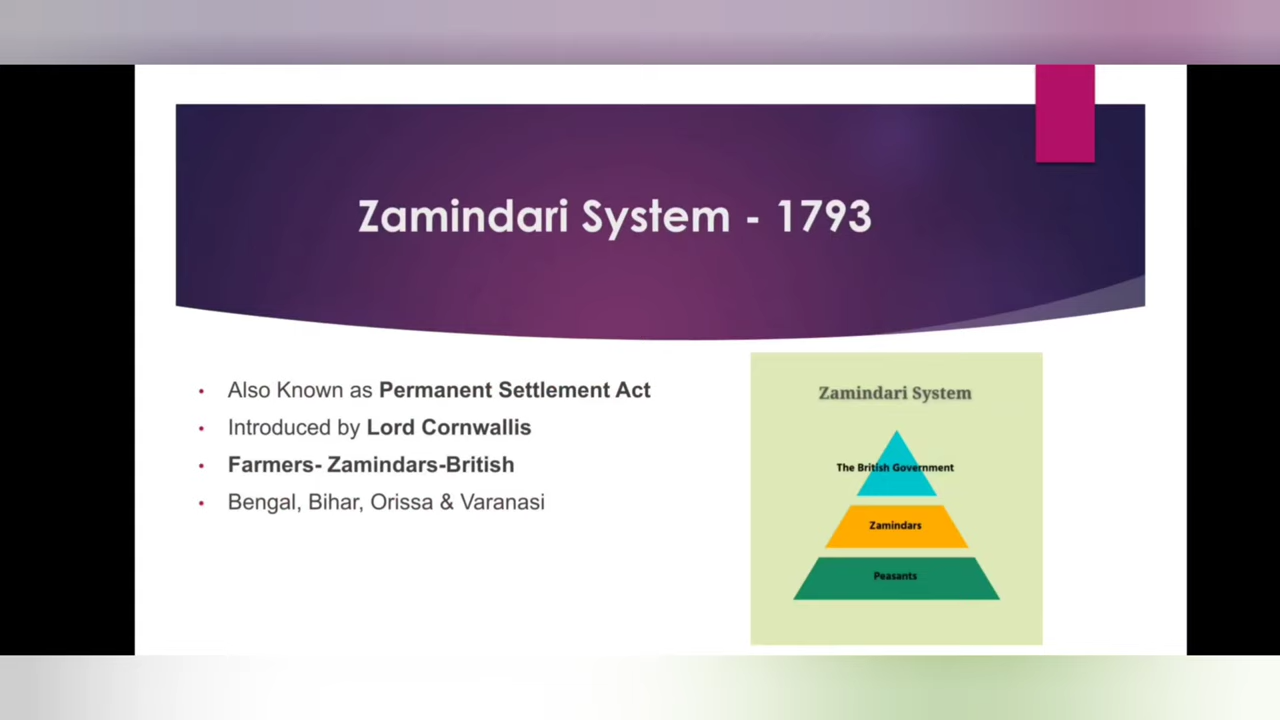 Zamindari System - 1793
• Also Known as Permanent Settlement Act
• Introduced by Lord Cornwallis
• Farmers- Zamindars-British
• Bengal, Bihar, Orissa & Varanasi
Zamindari System
The British Government
Zamindars
Peasants